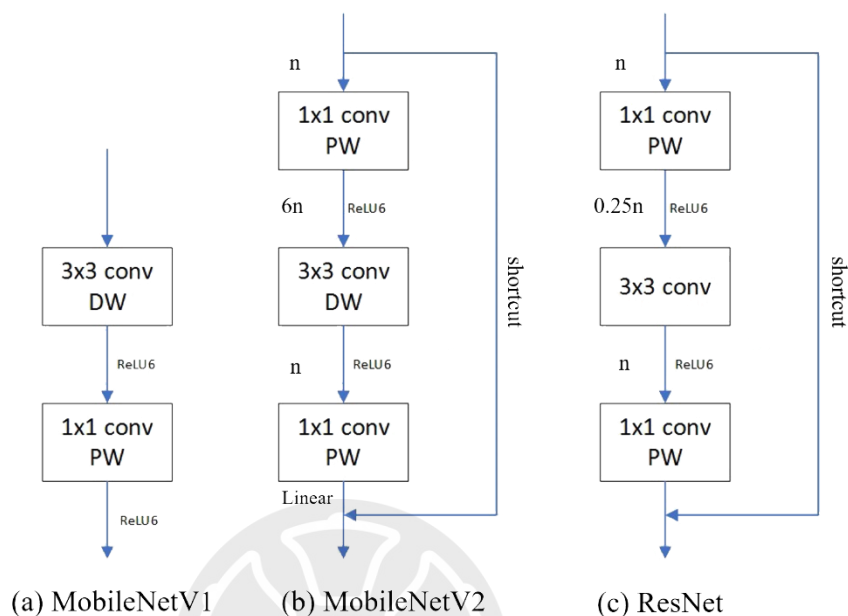 3x3 conv
DW
ReLU6
1x1 conv
PW
ReLU6
(a) MobileNetV1
n
1x1 conv
PW
6n
ReLU6
3x3 conv
DW
n
ReLU6
1x1 conv
PW
Linear
shortcut
(b) MobileNetV2
n
1x1 conv
PW
0.25n
ReLU6
3x3 conv
n
ReLU6
1x1 conv
PW
shortcut
(c) ResNet